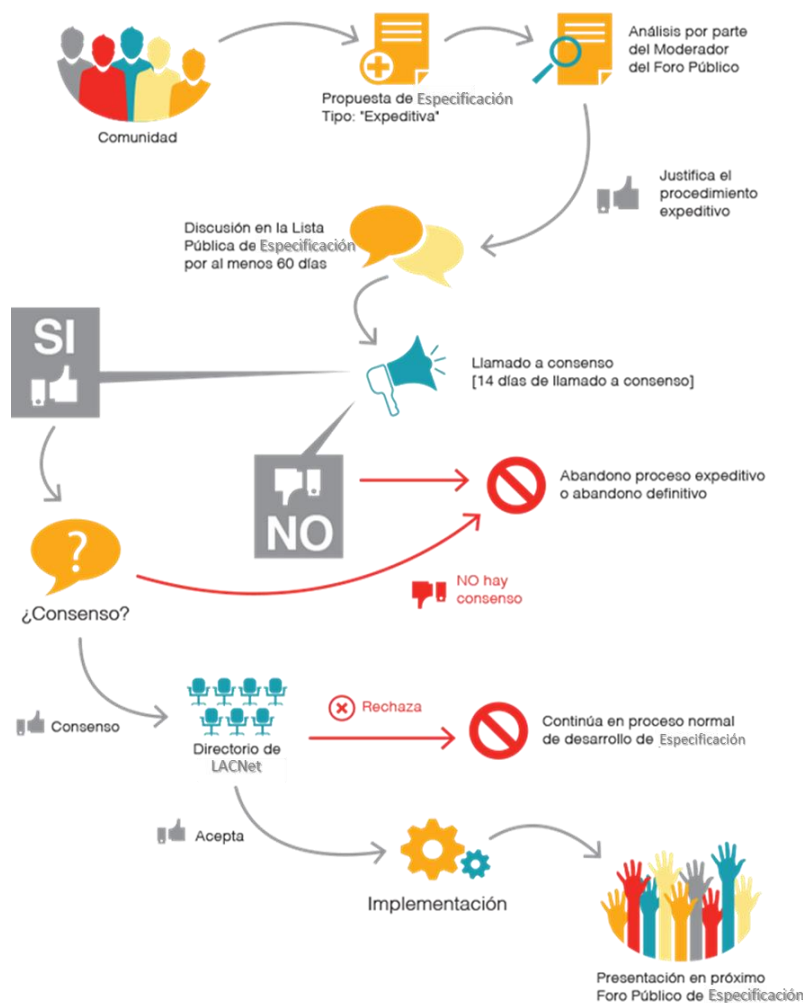 Comunidad
Propuesta de Especificación
Tipo: "Expeditiva"
Análisis por parte
del Moderador
del Foro Público
Justifica el
procedimiento
expeditivo
Discusión en la Lista
Pública de Especificación
por al menos 60 días
SI
Llamado a consenso
[14 días de llamado a consenso]
NO
Abandono proceso expeditivo
o abandono definitivo
?
¿Consenso?
NO hay
consenso
Consenso
Directorio de
LACNet
Rechaza
Continúa en proceso normal
de desarrollo de Especificación
Acepta
Implementación
Presentación en próximo
Foro Público de Especificación